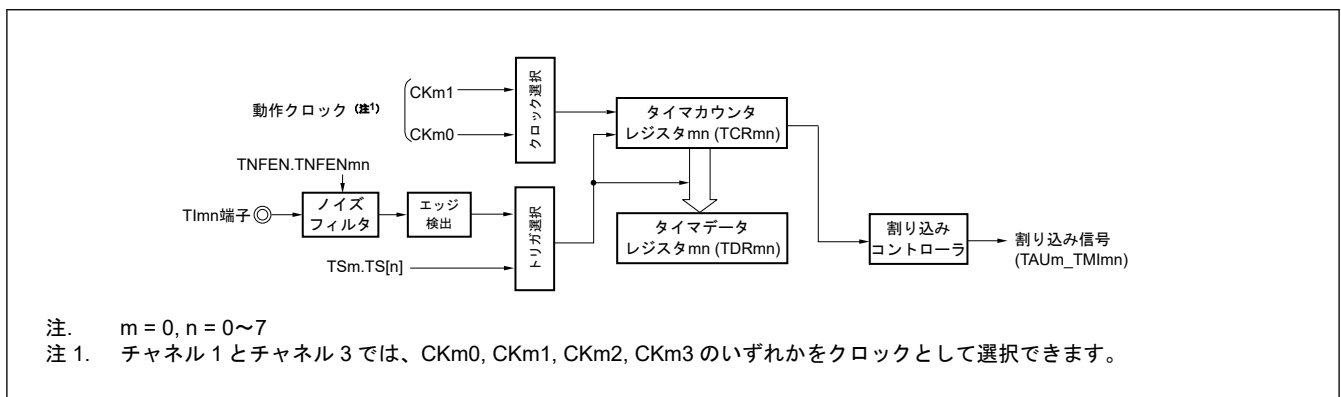 動作クロック (注1)
CKm1
CKm0
クロック選択
タイマカウンタ
レジスタmn (TCRmn)
TNFEN.TNFENmn
TImn端子
ノイズ
フィルタ
エッジ
検出
TSm.TS[n]
トリガ選択
タイマデータ
レジスタmn (TDRmn)
割り込み
コントローラ
割り込み信号
(TAUm_TMImn)
注. m = 0, n = 0～7
注 1. チャネル 1 とチャネル 3 では、CKm0, CKm1, CKm2, CKm3 のいずれかをクロックとして選択できます。